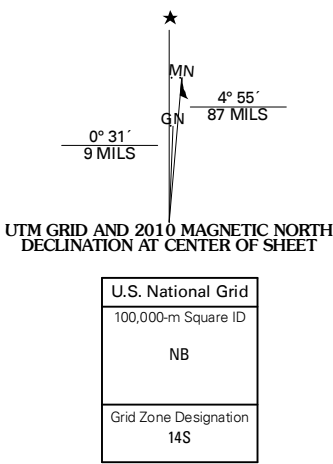 MN
4° 55´
87 MILS
GN
0° 31´
9 MILS
UTM GRID AND 2010 MAGNETIC NORTH
DECLINATION AT CENTER OF SHEET
U.S. National Grid
100,000-m Square ID
NB
Grid Zone Designation
14S